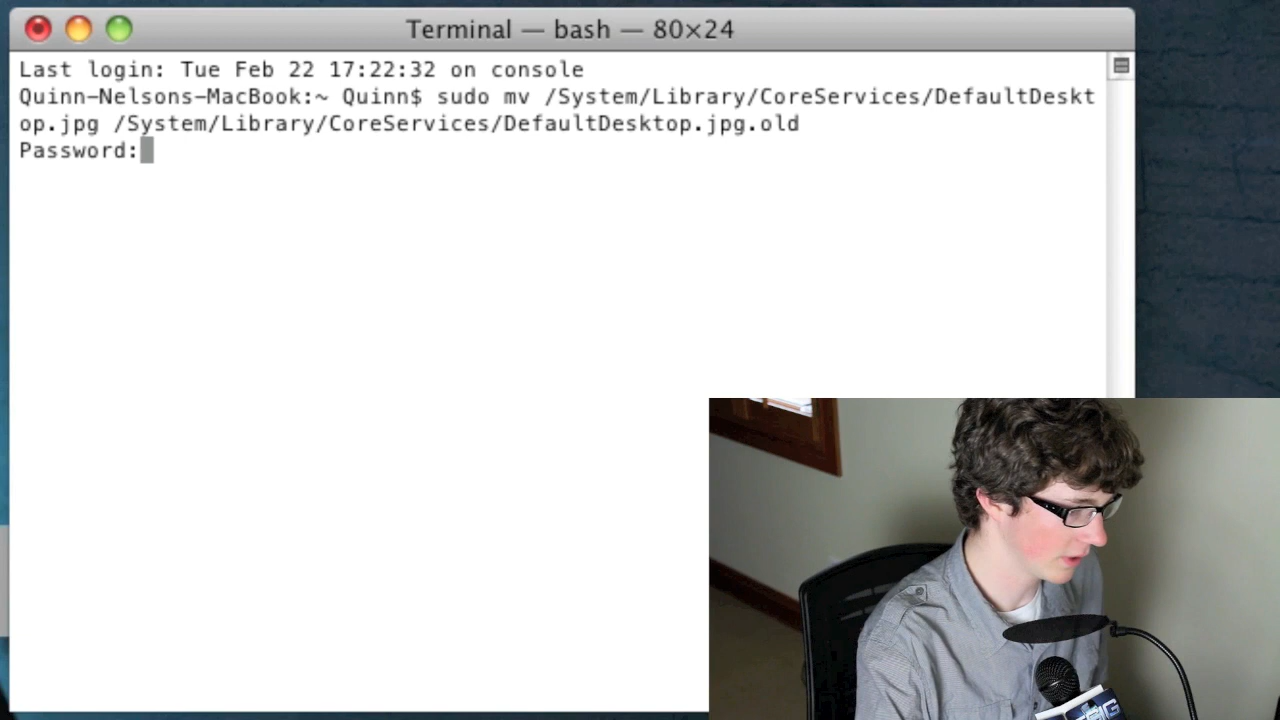 Terminal — bash — 80×24
Last login: Tue Feb 22 17:22:32 on console
Quinn-Nelsons-MacBook:~ Quinn$ sudo mv /System/Library/CoreServices/DefaultDeskt
op.jpg /System/Library/CoreServices/DefaultDesktop.jpg.old
Password: